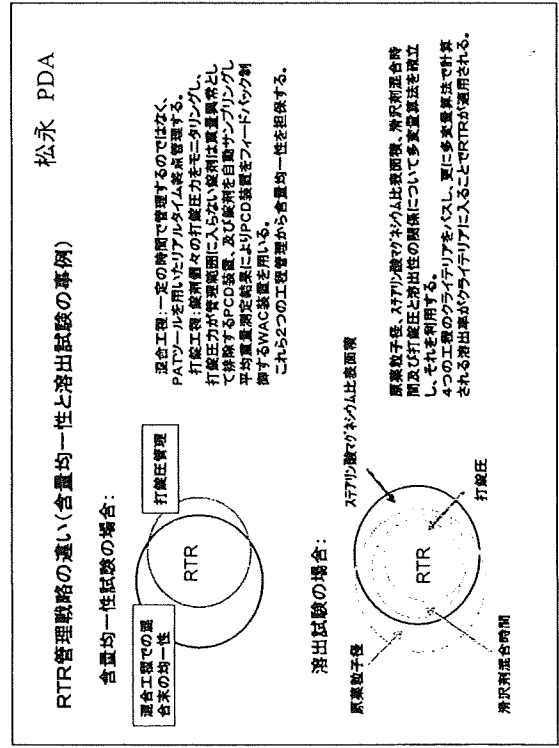 松永 PDA
RTR管理戦略の違い(含量均一性と溶出試験の事例)
含量均一性試験の場合:
混合工程での混
合末の均一性
打錠圧管理
RTR
混合工程:一定の時間で管理するのではなく、
PATツールを用いたリアルタイム終点管理する。
打錠工程:錠剤個々の打錠圧力をモニタリングし、
打錠圧力が管理範囲に入らない錠剤は重量異常とし
て排除するPCD装置、及び錠剤を自動サンプリングし
平均重量測定結果によりPCD装置をフィードバック制
御するWAC装置を用いる。
これら2つの工程管理から含量均一性を担保する。
溶出試験の場合:
原薬粒子径
ステアリン酸マグネシウム比表面積
RTR
滑沢剤混合時間
打錠圧
原薬粒子径、ステアリン酸マグネシウム比表面積、滑沢剤混合時
間及び打錠圧と溶出性の関係について多変量算法を確立
し、それを利用する。
4つの工程のクライテリアをパスし、更に多変量算法で計算
される溶出率がクライテリアに入ることでRTRが適用される。